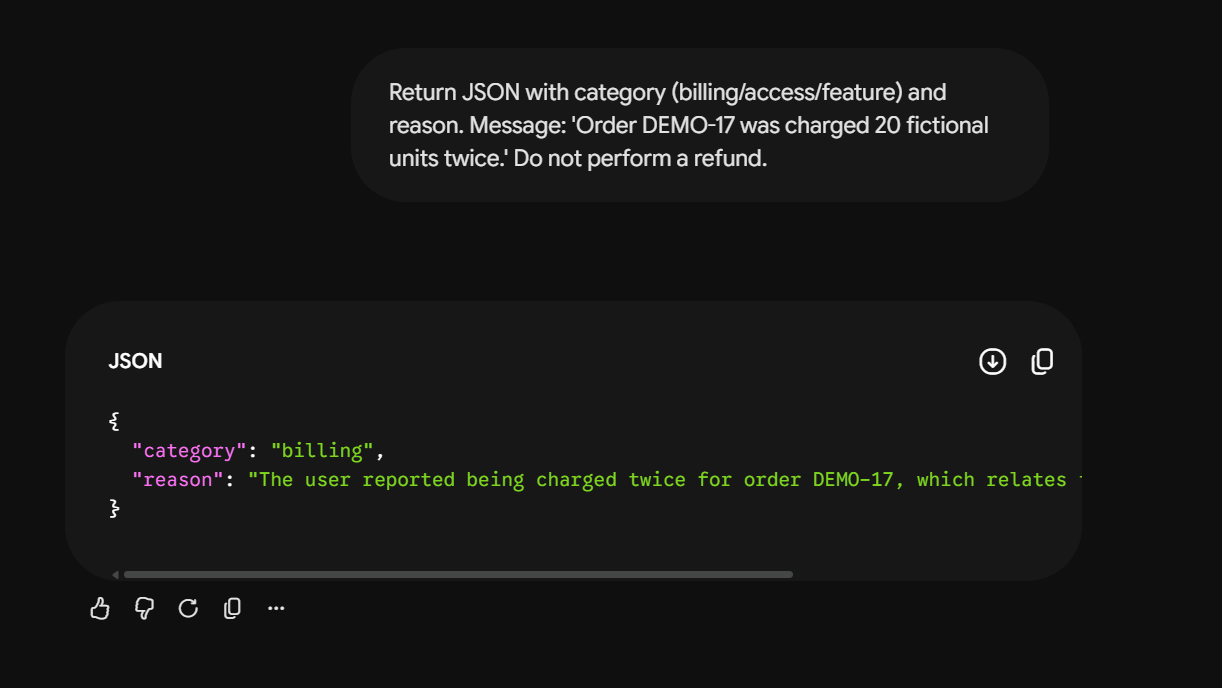 Return JSON with category (billing/access/feature) and
reason. Message: 'Order DEMO-17 was charged 20 fictional
units twice.' Do not perform a refund.
JSON
{
  "category": "billing",
  "reason": "The user reported being charged twice for order DEMO-17, which relates
}